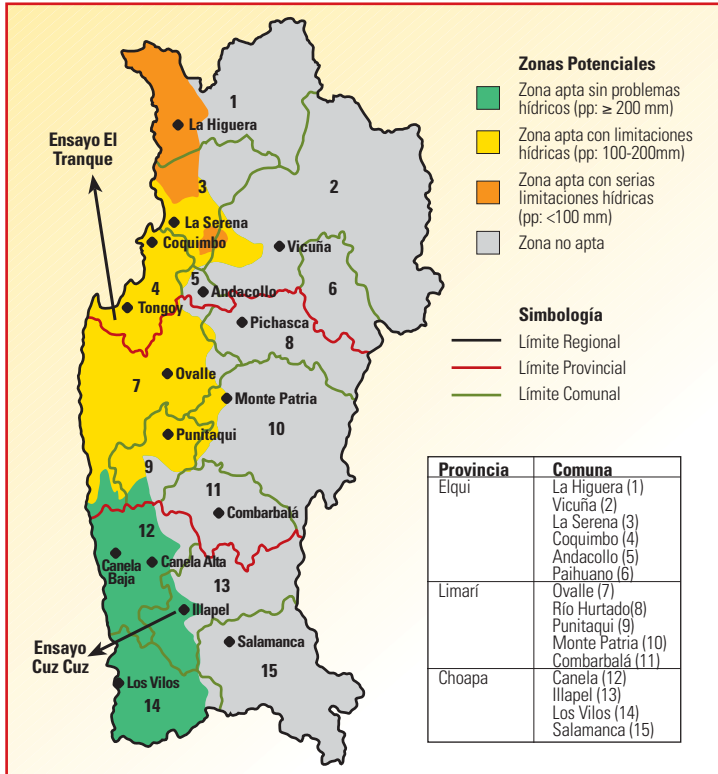 Zonas Potenciales
Zona apta sin problemas
hídricos (pp: ≥ 200 mm)
Zona apta con limitaciones
hídricas (pp: 100-200mm)
Zona apta con serias
limitaciones hídricas
(pp: <100 mm)
Zona no apta
Simbología
Límite Regional
Límite Provincial
Límite Comunal
Ensayo El
Tranque
1
La Higuera
3
2
La Serena
Coquimbo
Vicuña
4
5
Andacollo
6
Tongoy
Pichasca
8
7
Ovalle
Monte Patria
Punitaqui
10
9
11
Combarbalá
12
Canela
Baja
Canela Alta
13
Illapel
Ensayo
Cuz Cuz
Salamanca
15
Los Vilos
14
Provincia Comuna
Elqui La Higuera (1)
Vicuña (2)
La Serena (3)
Coquimbo (4)
Andacollo (5)
Paihuano (6)
Limarí Ovalle (7)
Río Hurtado(8)
Punitaqui (9)
Monte Patria (10)
Combarbalá (11)
Choapa Canela (12)
Illapel (13)
Los Vilos (14)
Salamanca (15)